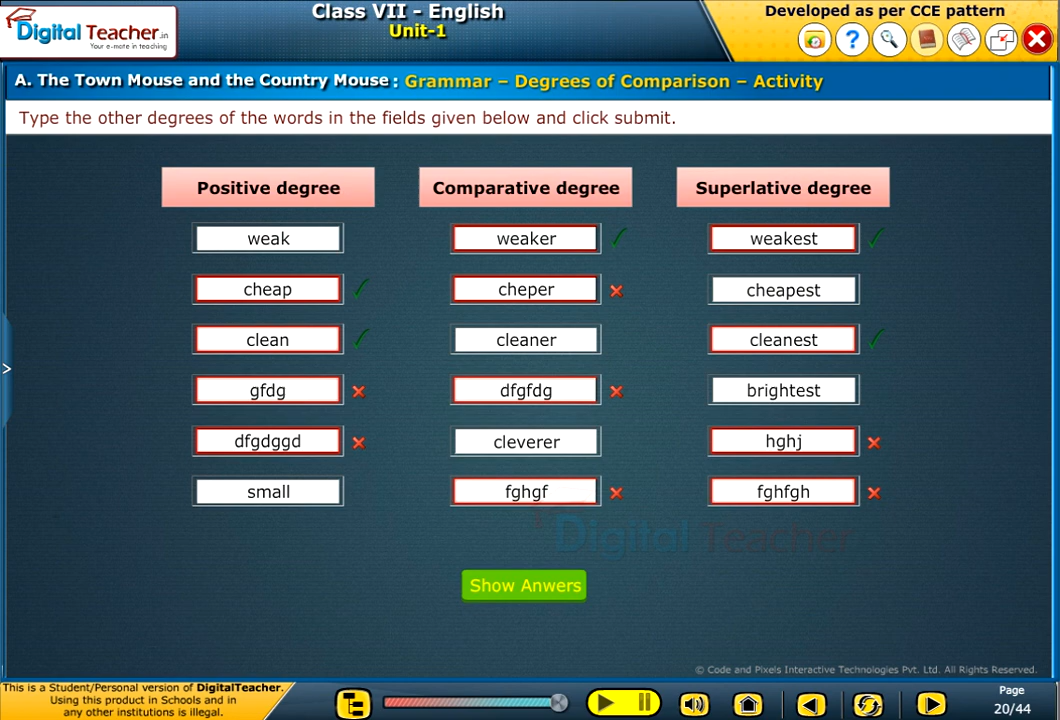 Digital Teacher.in
Your e-mate in teaching
Class VII - English
Unit-1
Developed as per CCE pattern
?
A. The Town Mouse and the Country Mouse : Grammar – Degrees of Comparison – Activity
Type the other degrees of the words in the fields given below and click submit.
Positive degree Comparative degree Superlative degree
weak weaker weakest
cheap cheper cheapest
clean cleaner cleanest
gfdg dfgfdg brightest
dfgdggd cleverer hghj
small fghgf fghfgh
Digital Teacher
Show Anwers
© Code and Pixels Interactive Technologies Pvt. Ltd. All Rights Reserved.
This is a Student/Personal version of DigitalTeacher.
Using this product in Schools and in
any other institutions is illegal.
Page
20/44